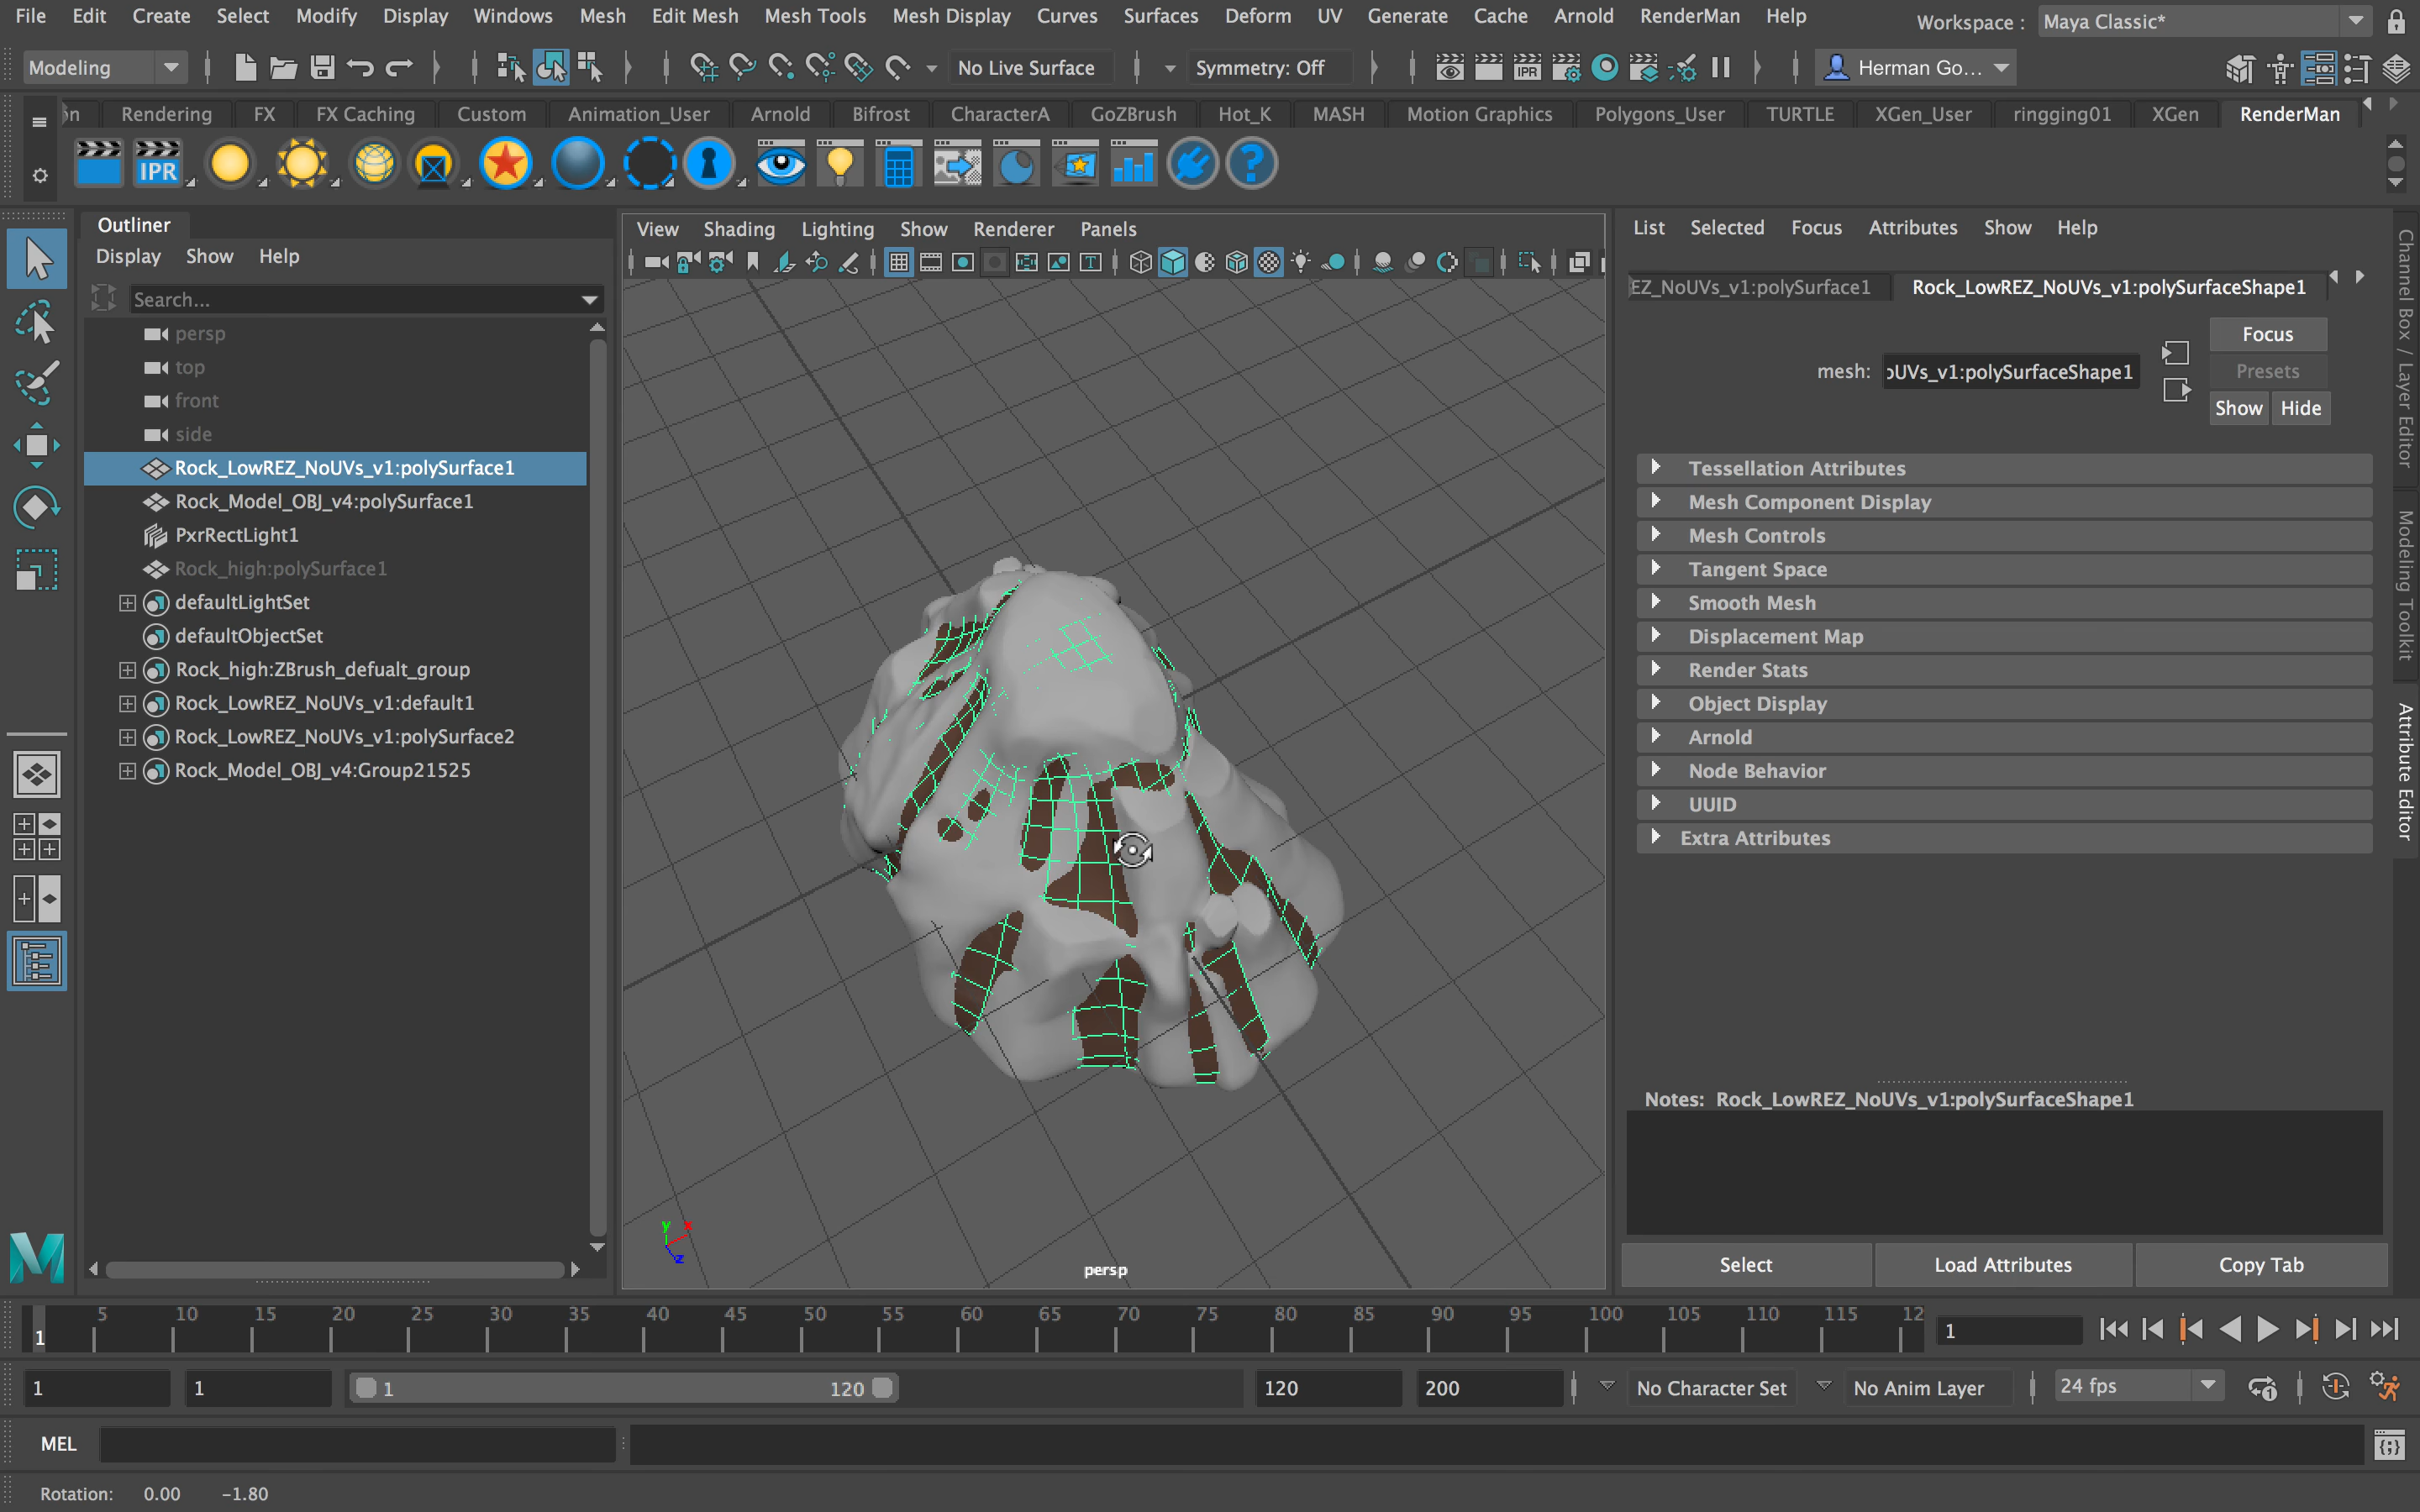 File Edit Create Select Modify Display Windows Mesh Edit Mesh Mesh Tools Mesh Display Curves Surfaces Deform UV Generate Cache Arnold RenderMan Help Workspace : Maya Classic*
Modeling No Live Surface Symmetry: Off IPR Herman Go...
Rendering FX FX Caching Custom Animation_User Arnold Bifrost CharacterA GoZBrush Hot_K MASH Motion Graphics Polygons_User TURTLE XGen_User ringging01 XGen RenderMan
IPR
Outliner
Display Show Help
Search...
persp
top
front
side
Rock_LowREZ_NoUVs_v1:polySurface1
Rock_Model_OBJ_v4:polySurface1
PxrRectLight1
Rock_high:polySurface1
defaultLightSet
defaultObjectSet
Rock_high:ZBrush_defualt_group
Rock_LowREZ_NoUVs_v1:default1
Rock_LowREZ_NoUVs_v1:polySurface2
Rock_Model_OBJ_v4:Group21525
View Shading Lighting Show Renderer Panels
y x
z
persp
List Selected Focus Attributes Show Help
EZ_NoUVs_v1:polySurface1 Rock_LowREZ_NoUVs_v1:polySurfaceShape1
Focus
mesh: oUVs_v1:polySurfaceShape1 Presets
Show Hide
Tessellation Attributes
Mesh Component Display
Mesh Controls
Tangent Space
Smooth Mesh
Displacement Map
Render Stats
Object Display
Arnold
Node Behavior
UUID
Extra Attributes
Notes: Rock_LowREZ_NoUVs_v1:polySurfaceShape1
Select Load Attributes Copy Tab
Channel Box / Layer Editor
Modeling Toolkit
Attribute Editor
5 10 15 20 25 30 35 40 45 50 55 60 65 70 75 80 85 90 95 100 105 110 115 12
1 1
1 1 1 120 120 200 No Character Set No Anim Layer 24 fps
MEL
Rotation: 0.00 -1.80